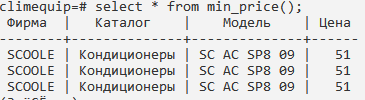 climequip=# select * from min_price();
Фирма | Каталог | Модель | Цена
--------+--------------+--------------+------
SCOOLE | Кондиционеры | SC AC SP8 09 | 51
SCOOLE | Кондиционеры | SC AC SP8 09 | 51
SCOOLE | Кондиционеры | SC AC SP8 09 | 51